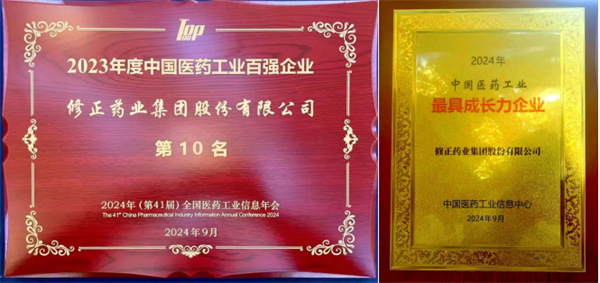 Top
100
2023年度中国医药工业百强企业
修正药业集团股份有限公司
第10名
2024年(第41届)全国医药工业信息年会
The 41st China Pharmaceutical Industry Information Annual Conference 2024
2024年9月
2024年
中国医药工业
最具成长力企业
修正药业集团股份有限公司
中国医药工业信息中心
2024年9月